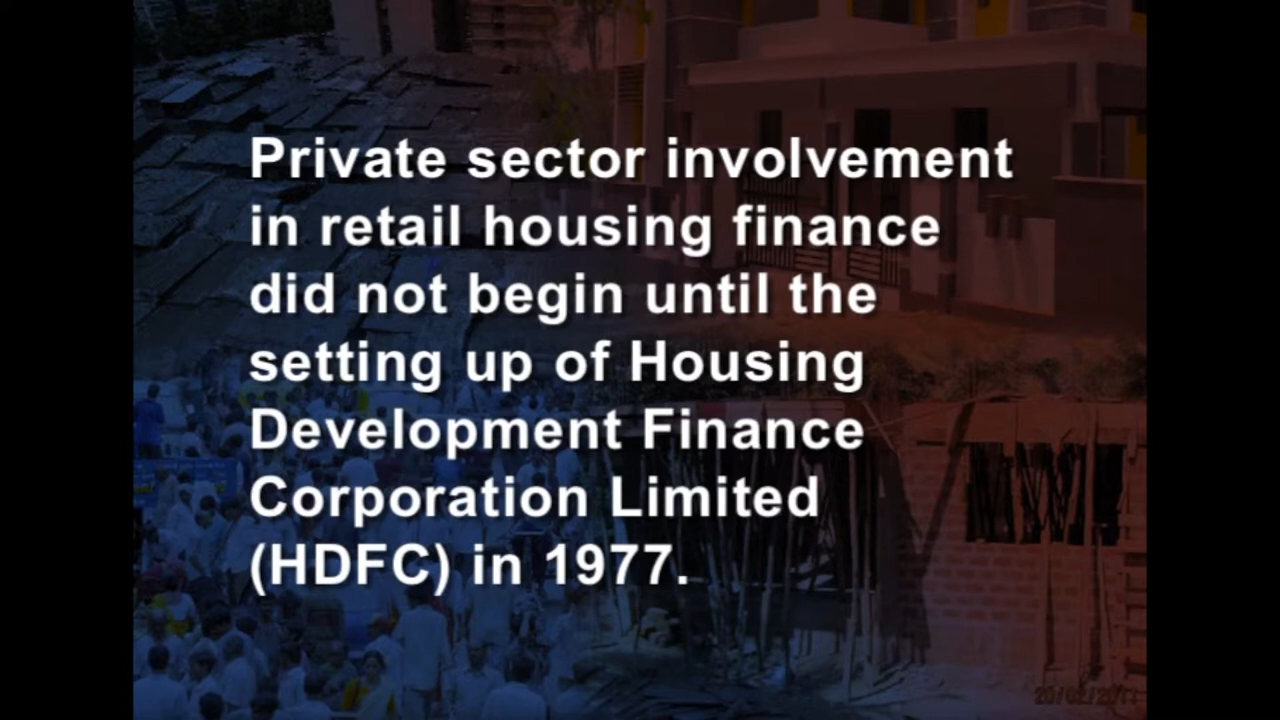 Private sector involvement
in retail housing finance
did not begin until the
setting up of Housing
Development Finance
Corporation Limited
(HDFC) in 1977.